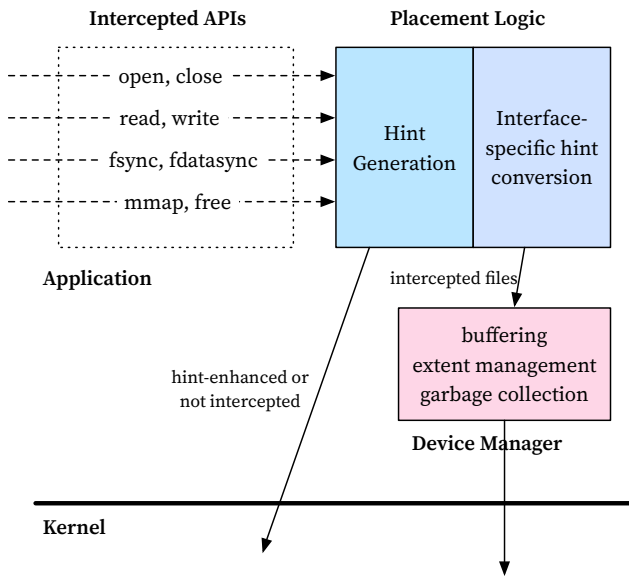 Intercepted APIs
Placement Logic
open, close
read, write
fsync, fdatasync
mmap, free
Hint
Generation
Interface-
specific hint
conversion
Application
intercepted files
buffering
extent management
garbage collection
hint-enhanced or
not intercepted
Device Manager
Kernel